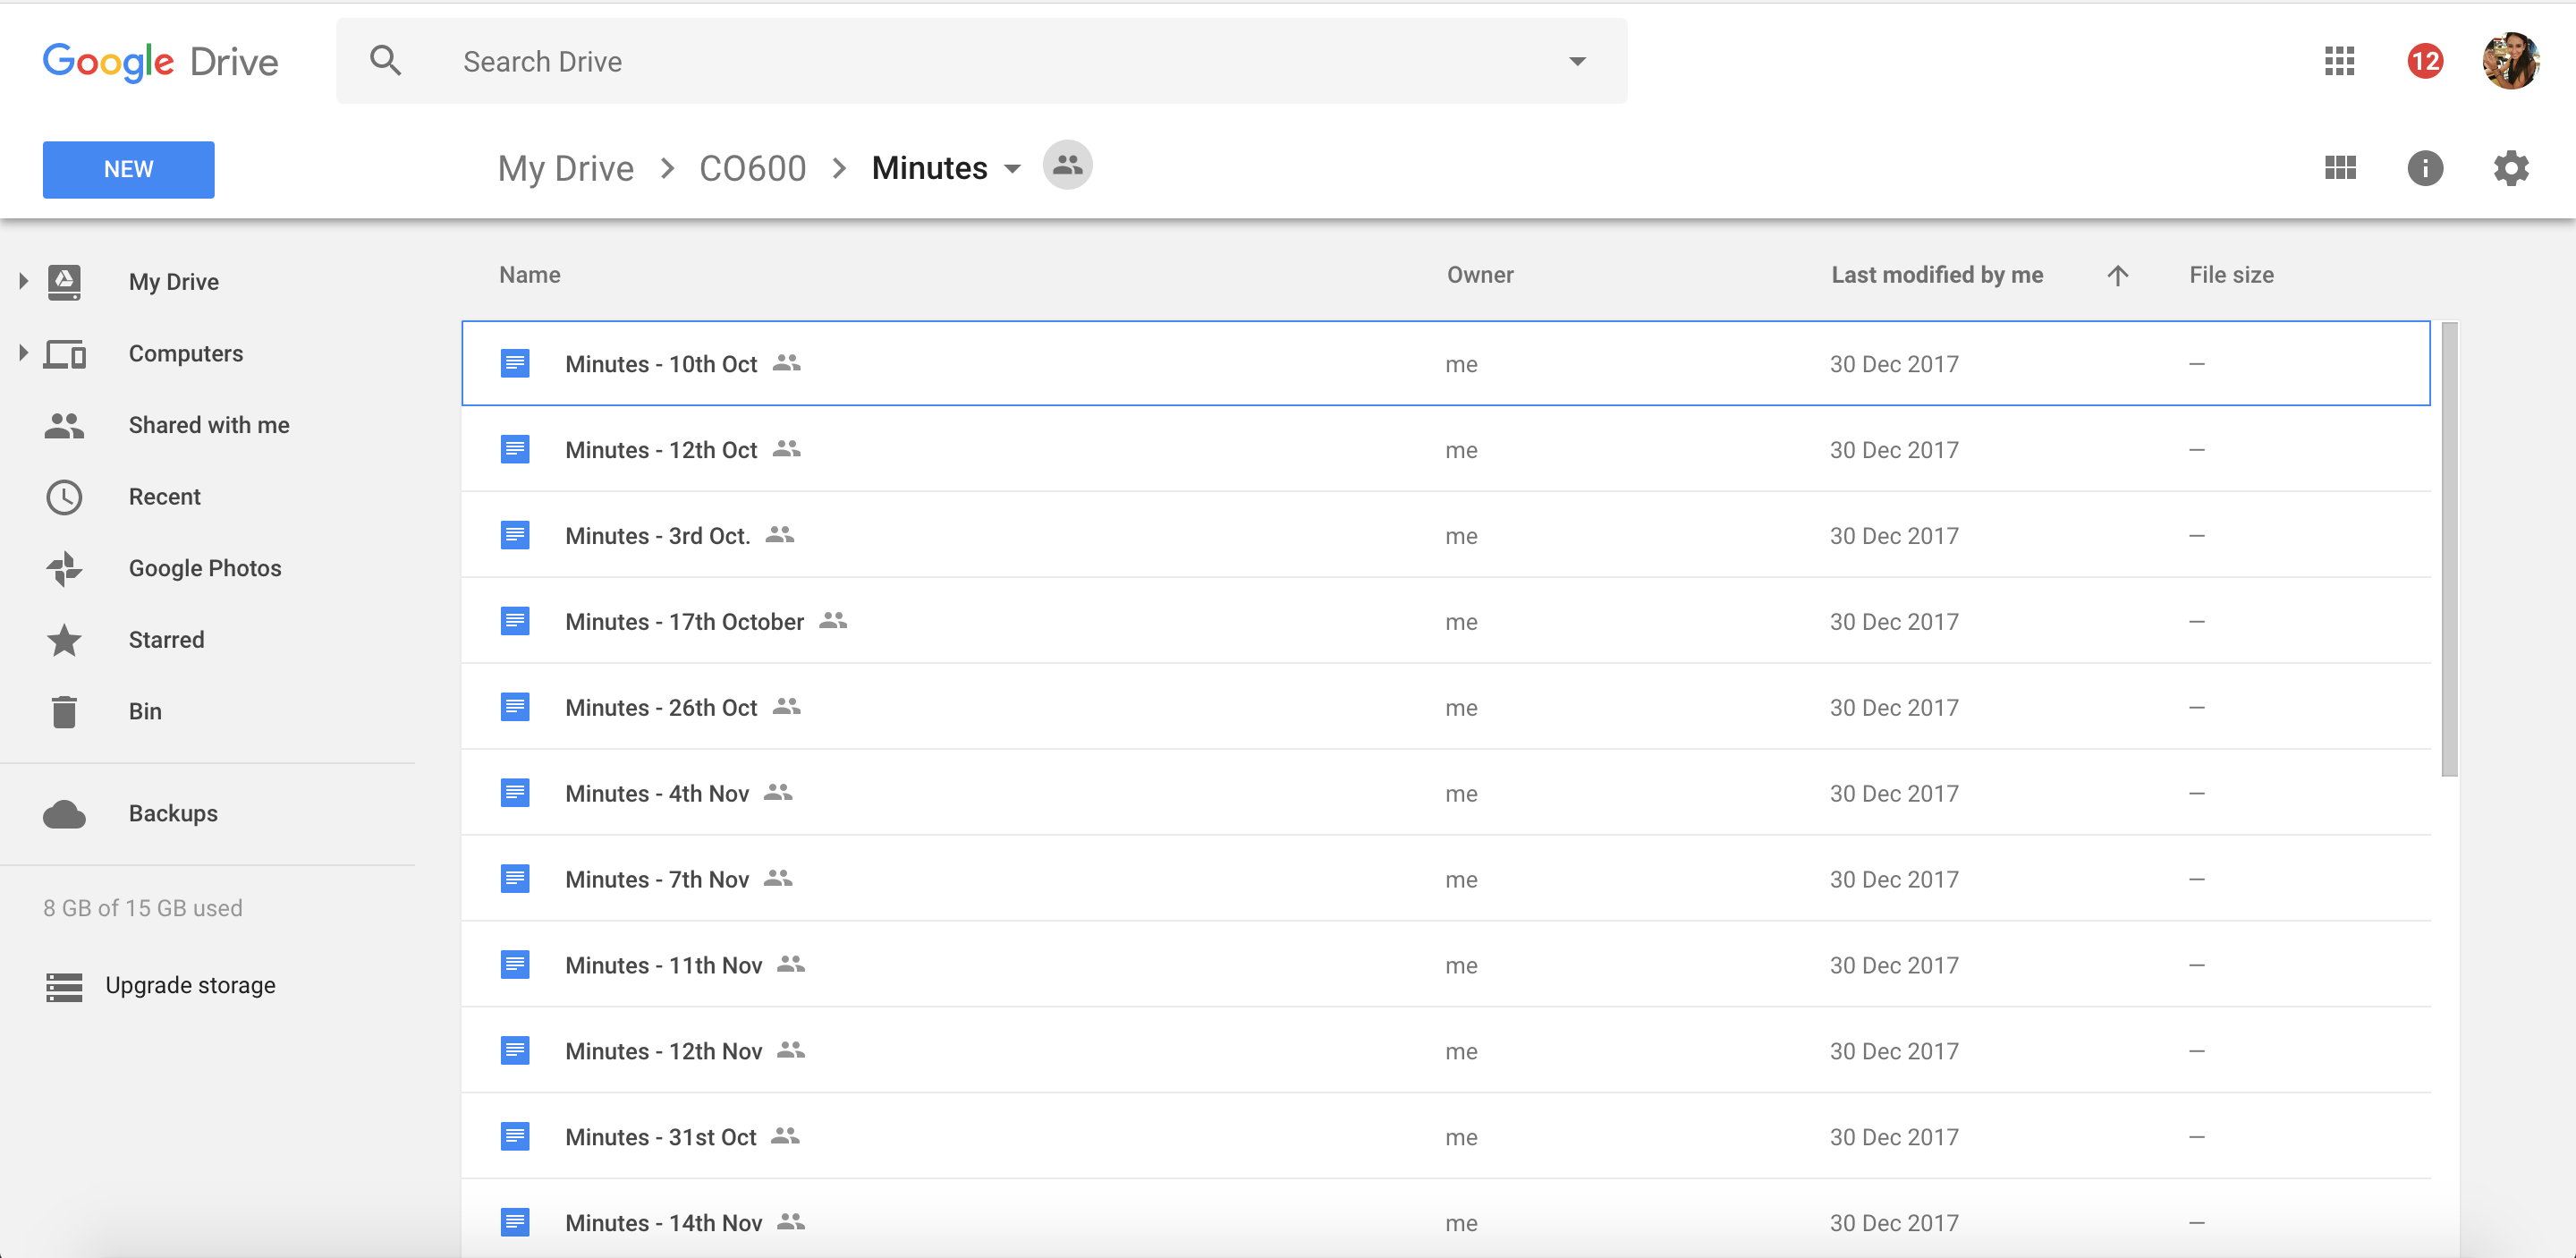 Google Drive
Search Drive
12
NEW
My Drive > CO600 > Minutes
My Drive
Computers
Shared with me
Recent
Google Photos
Starred
Bin
Backups
8 GB of 15 GB used
Upgrade storage
Name Owner Last modified by me File size
Minutes - 10th Oct me 30 Dec 2017 —
Minutes - 12th Oct me 30 Dec 2017 —
Minutes - 3rd Oct. me 30 Dec 2017 —
Minutes - 17th October me 30 Dec 2017 —
Minutes - 26th Oct me 30 Dec 2017 —
Minutes - 4th Nov me 30 Dec 2017 —
Minutes - 7th Nov me 30 Dec 2017 —
Minutes - 11th Nov me 30 Dec 2017 —
Minutes - 12th Nov me 30 Dec 2017 —
Minutes - 31st Oct me 30 Dec 2017 —
Minutes - 14th Nov me 30 Dec 2017 —